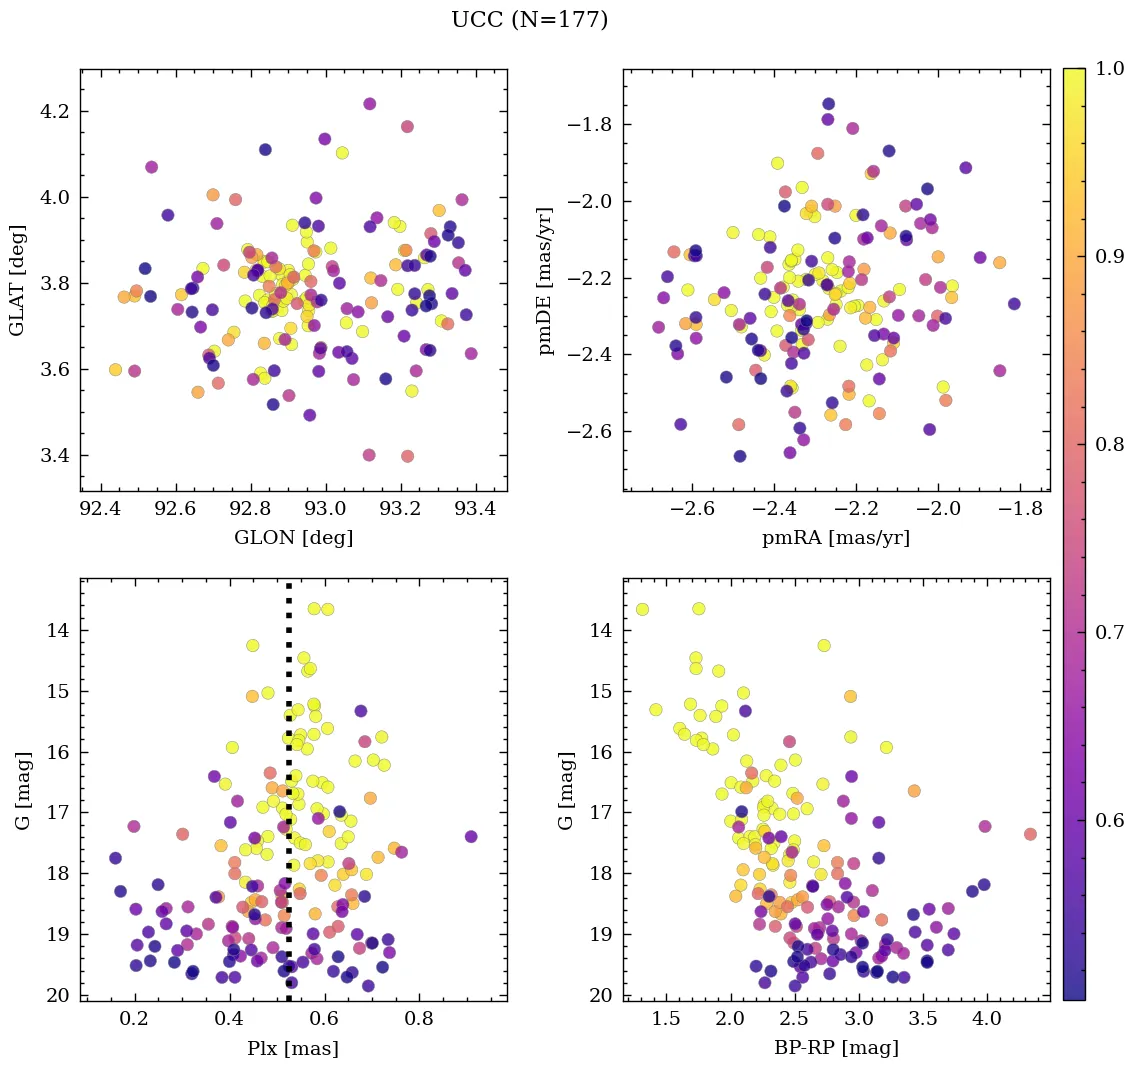 UCC (N=177)
4.2
4.0
3.8
3.6
3.4
GLAT [deg]
92.4 92.6 92.8 93.0 93.2 93.4
GLON [deg]
−1.8
−2.0
−2.2
−2.4
−2.6
pmDE [mas/yr]
−2.6 −2.4 −2.2 −2.0 −1.8
pmRA [mas/yr]
1.0
0.9
0.8
0.7
0.6
14
15
16
17
18
19
20
G [mag]
0.2 0.4 0.6 0.8
Plx [mas]
14
15
16
17
18
19
20
G [mag]
1.5 2.0 2.5 3.0 3.5 4.0
BP-RP [mag]